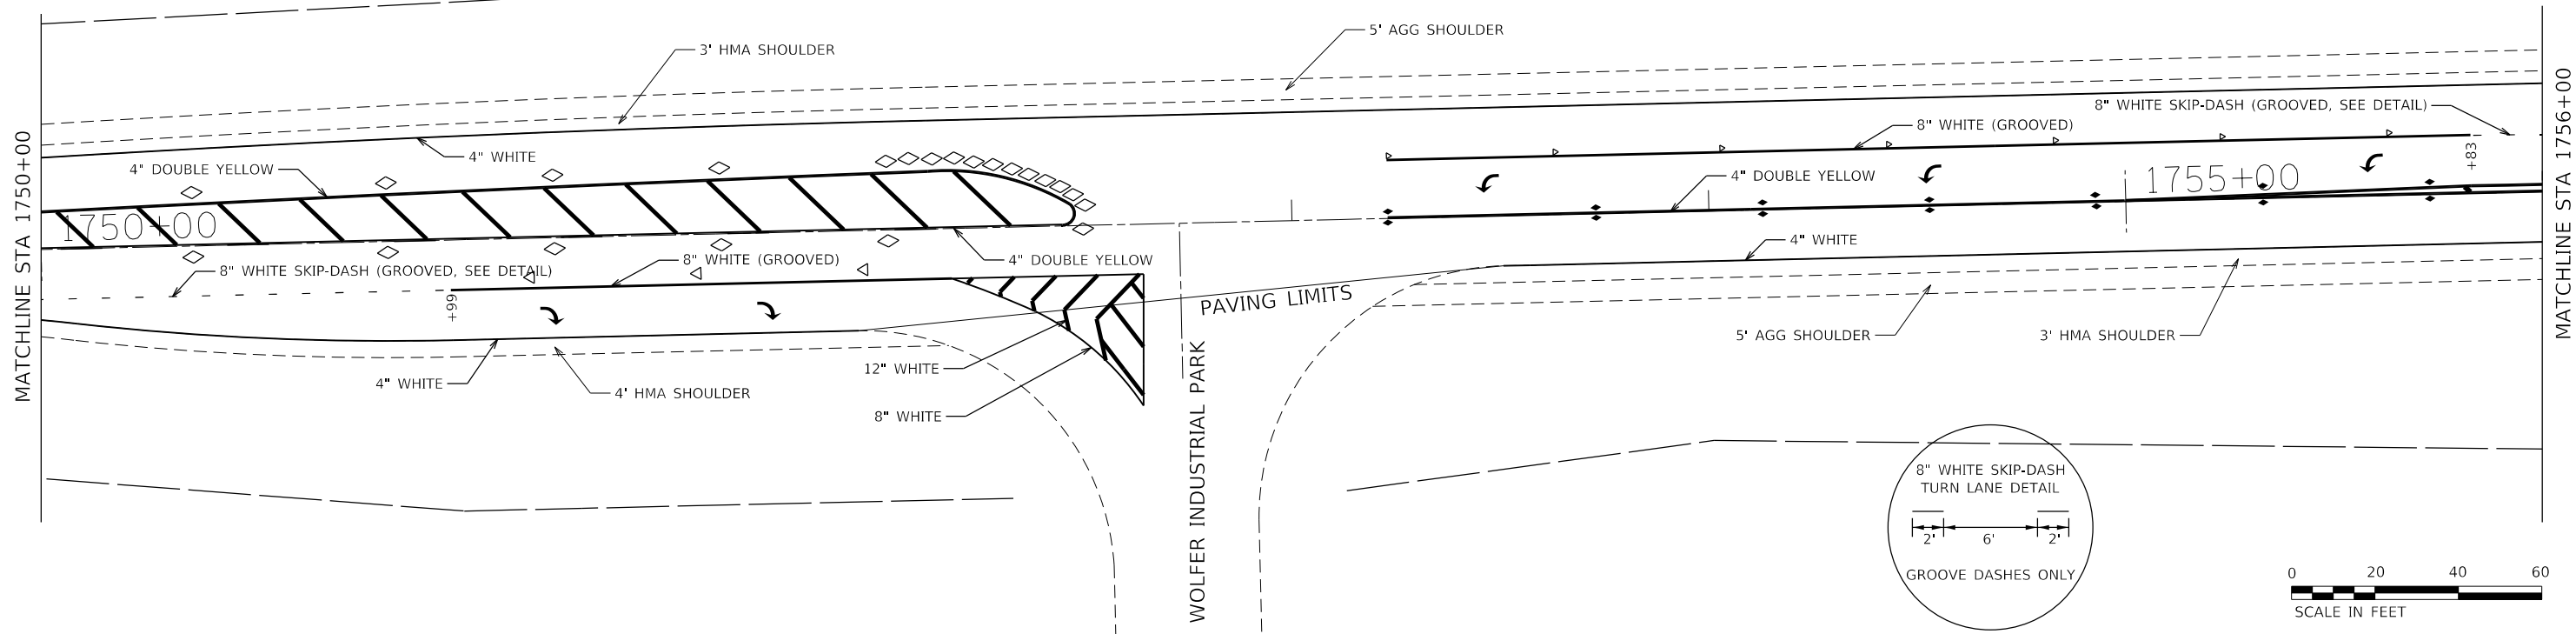 5' AGG SHOULDER
3' HMA SHOULDER
MATCHLINE STA 1750+00
MATCHLINE STA 1756+00
8" WHITE SKIP-DASH (GROOVED, SEE DETAIL)
8" WHITE (GROOVED)
4" WHITE
4" DOUBLE YELLOW
+83
4" DOUBLE YELLOW
1755+00
1750+00
4" WHITE
8" WHITE (GROOVED)
4" DOUBLE YELLOW
8" WHITE SKIP-DASH (GROOVED, SEE DETAIL)
+99
PAVING LIMITS
5' AGG SHOULDER
3' HMA SHOULDER
12" WHITE
4" WHITE
4' HMA SHOULDER
8" WHITE
WOLFER INDUSTRIAL PARK
8" WHITE SKIP-DASH
TURN LANE DETAIL
2' 6' 2'
GROOVE DASHES ONLY
0 20 40 60
SCALE IN FEET